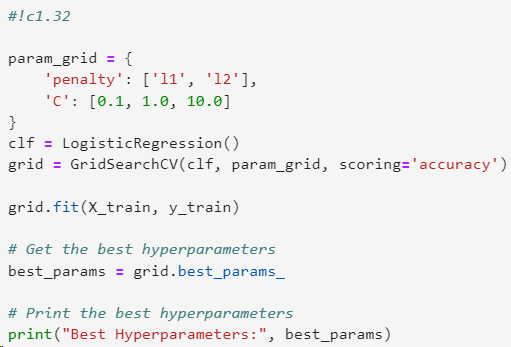 #!c1.32
param_grid = {
    'penalty': ['l1', 'l2'],
    'C': [0.1, 1.0, 10.0]
}
clf = LogisticRegression()
grid = GridSearchCV(clf, param_grid, scoring='accuracy')
grid.fit(X_train, y_train)
# Get the best hyperparameters
best_params = grid.best_params_
# Print the best hyperparameters
print("Best Hyperparameters:", best_params)